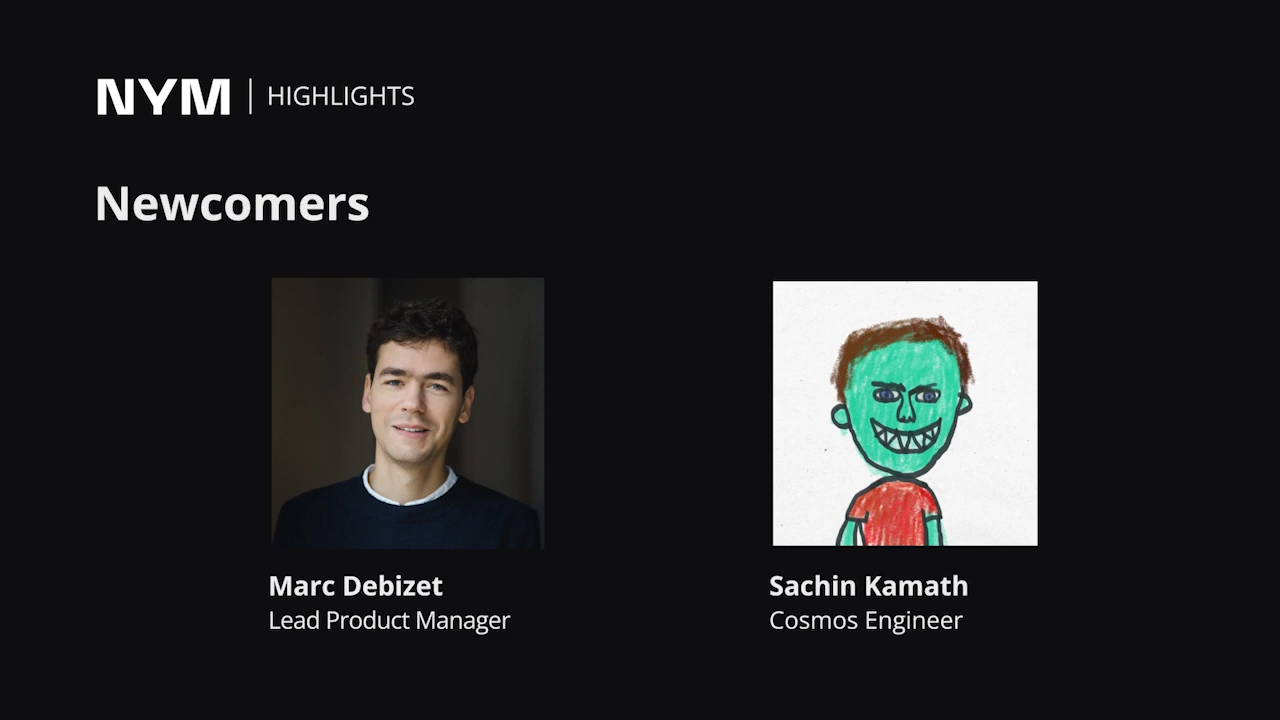 NYM | HIGHLIGHTS
Newcomers
Marc Debizet
Lead Product Manager
Sachin Kamath
Cosmos Engineer